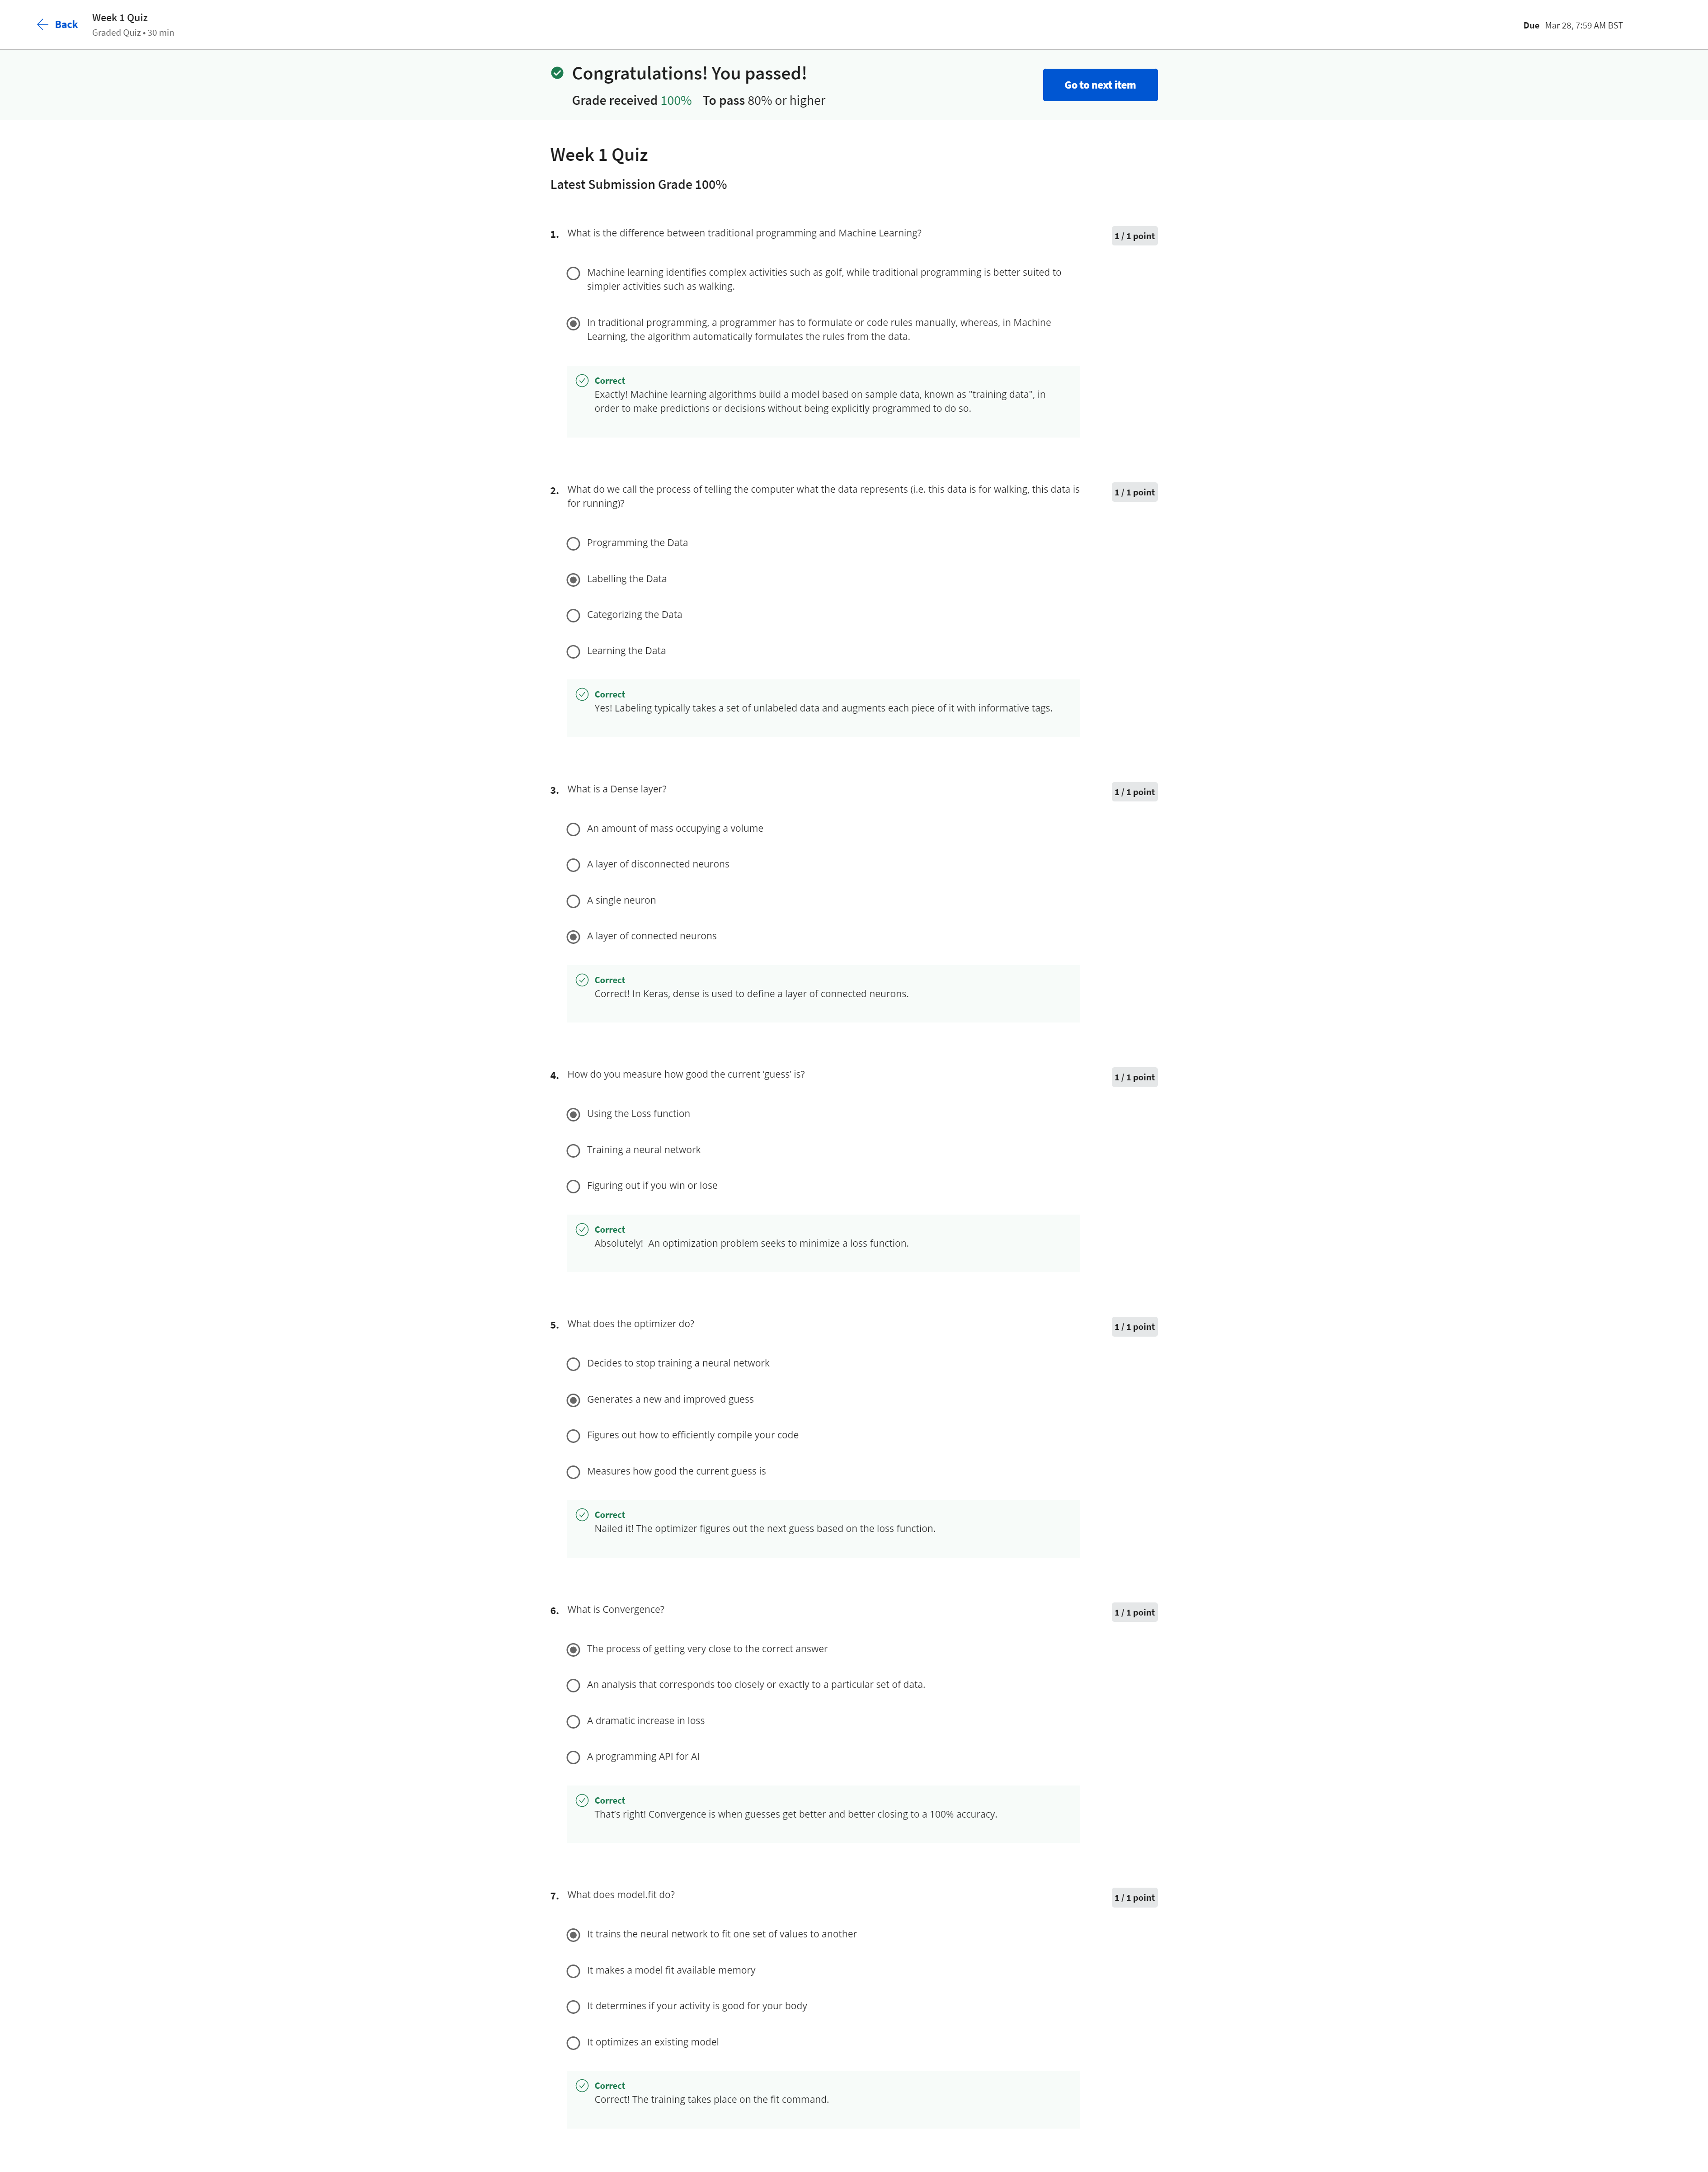 Back
Week 1 Quiz
Graded Quiz • 30 min
Due Mar 28, 7:59 AM BST
Congratulations! You passed!
Grade received 100% To pass 80% or higher
Go to next item
Week 1 Quiz
Latest Submission Grade 100%
1. What is the difference between traditional programming and Machine Learning?
1 / 1 point
Machine learning identifies complex activities such as golf, while traditional programming is better suited to
simpler activities such as walking.
In traditional programming, a programmer has to formulate or code rules manually, whereas, in Machine
Learning, the algorithm automatically formulates the rules from the data.
Correct
Exactly! Machine learning algorithms build a model based on sample data, known as "training data", in
order to make predictions or decisions without being explicitly programmed to do so.
2. What do we call the process of telling the computer what the data represents (i.e. this data is for walking, this data is
for running)?
1 / 1 point
Programming the Data
Labelling the Data
Categorizing the Data
Learning the Data
Correct
Yes! Labeling typically takes a set of unlabeled data and augments each piece of it with informative tags.
3. What is a Dense layer?
1 / 1 point
An amount of mass occupying a volume
A layer of disconnected neurons
A single neuron
A layer of connected neurons
Correct
Correct! In Keras, dense is used to define a layer of connected neurons.
4. How do you measure how good the current ‘guess’ is?
1 / 1 point
Using the Loss function
Training a neural network
Figuring out if you win or lose
Correct
Absolutely!  An optimization problem seeks to minimize a loss function.
5. What does the optimizer do?
1 / 1 point
Decides to stop training a neural network
Generates a new and improved guess
Figures out how to efficiently compile your code
Measures how good the current guess is
Correct
Nailed it! The optimizer figures out the next guess based on the loss function.
6. What is Convergence?
1 / 1 point
The process of getting very close to the correct answer
An analysis that corresponds too closely or exactly to a particular set of data.
A dramatic increase in loss
A programming API for AI
Correct
That’s right! Convergence is when guesses get better and better closing to a 100% accuracy.
7. What does model.fit do?
1 / 1 point
It trains the neural network to fit one set of values to another
It makes a model fit available memory
It determines if your activity is good for your body
It optimizes an existing model
Correct
Correct! The training takes place on the fit command.